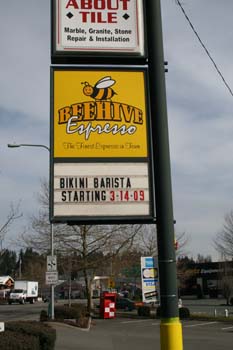 ABOUT
TILE
Marble, Granite, Stone
Repair & Installation
BEEHIVE
Espresso
The Finest Espresso in Town
BIKINI BARISTA
STARTING 3-14-09